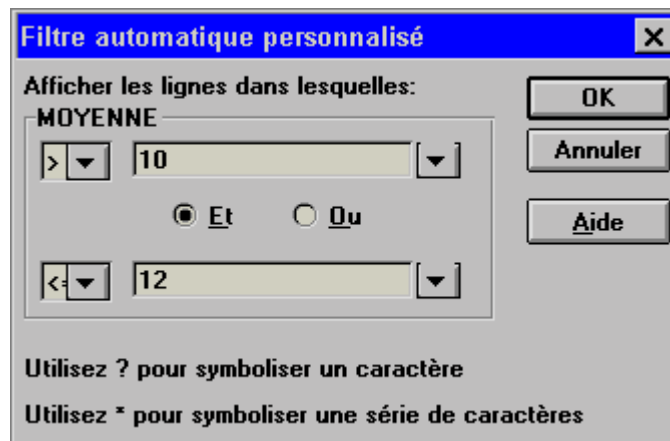 Filtre automatique personnalisé
Afficher les lignes dans lesquelles:
OK
MOYENNE
Annuler
> 10
Et Ou
Aide
<= 12
Utilisez ? pour symboliser un caractère
Utilisez * pour symboliser une série de caractères